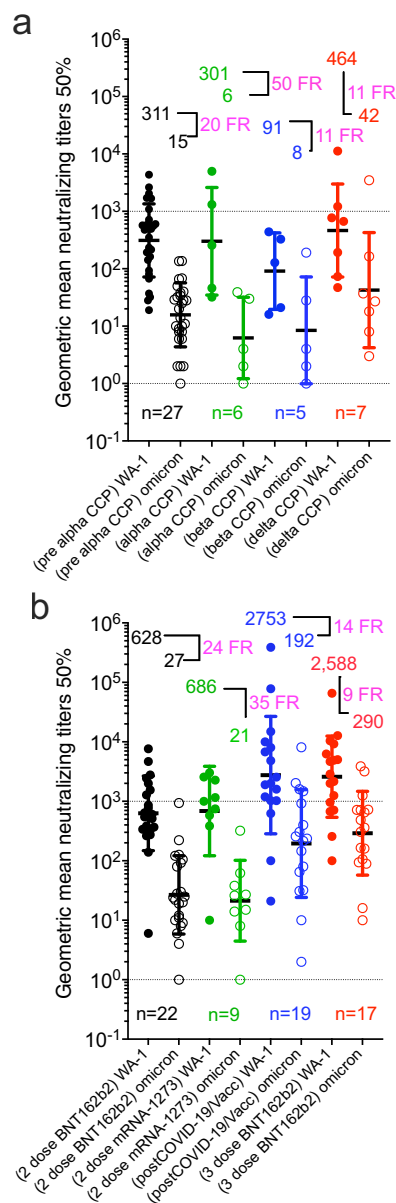 a
Geometric mean neutralizing titers 50%
10^6
10^5
10^4
10^3
10^2
10^1
10^0
10^-1
311
15
20 FR
301
6
50 FR
91
8
11 FR
464
42
11 FR
n=27
n=6
n=5
n=7
(pre alpha CCP) WA-1
(pre alpha CCP) omicron
(alpha CCP) WA-1
(alpha CCP) omicron
(beta CCP) WA-1
(beta CCP) omicron
(delta CCP) WA-1
(delta CCP) omicron
b
Geometric mean neutralizing titers 50%
10^6
10^5
10^4
10^3
10^2
10^1
10^0
10^-1
628
27
24 FR
686
21
35 FR
2753
192
14 FR
2,588
290
9 FR
n=22
n=9
n=19
n=17
(2 dose BNT162b2) WA-1
(2 dose BNT162b2) omicron
(2 dose mRNA-1273) WA-1
(2 dose mRNA-1273) omicron
(postCOVID-19/Vacc) WA-1
(postCOVID-19/Vacc) omicron
(3 dose BNT162b2) WA-1
(3 dose BNT162b2) omicron